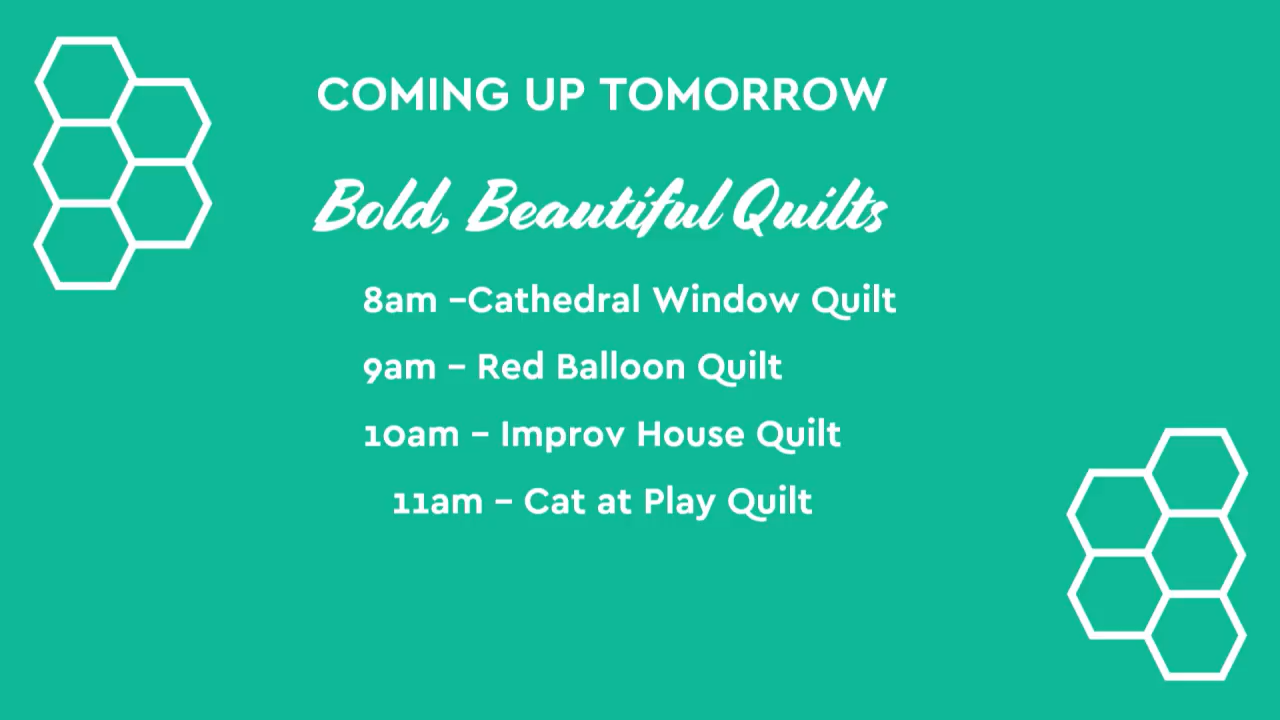 COMING UP TOMORROW
Bold, Beautiful Quilts
8am –Cathedral Window Quilt
9am – Red Balloon Quilt
10am – Improv House Quilt
11am – Cat at Play Quilt